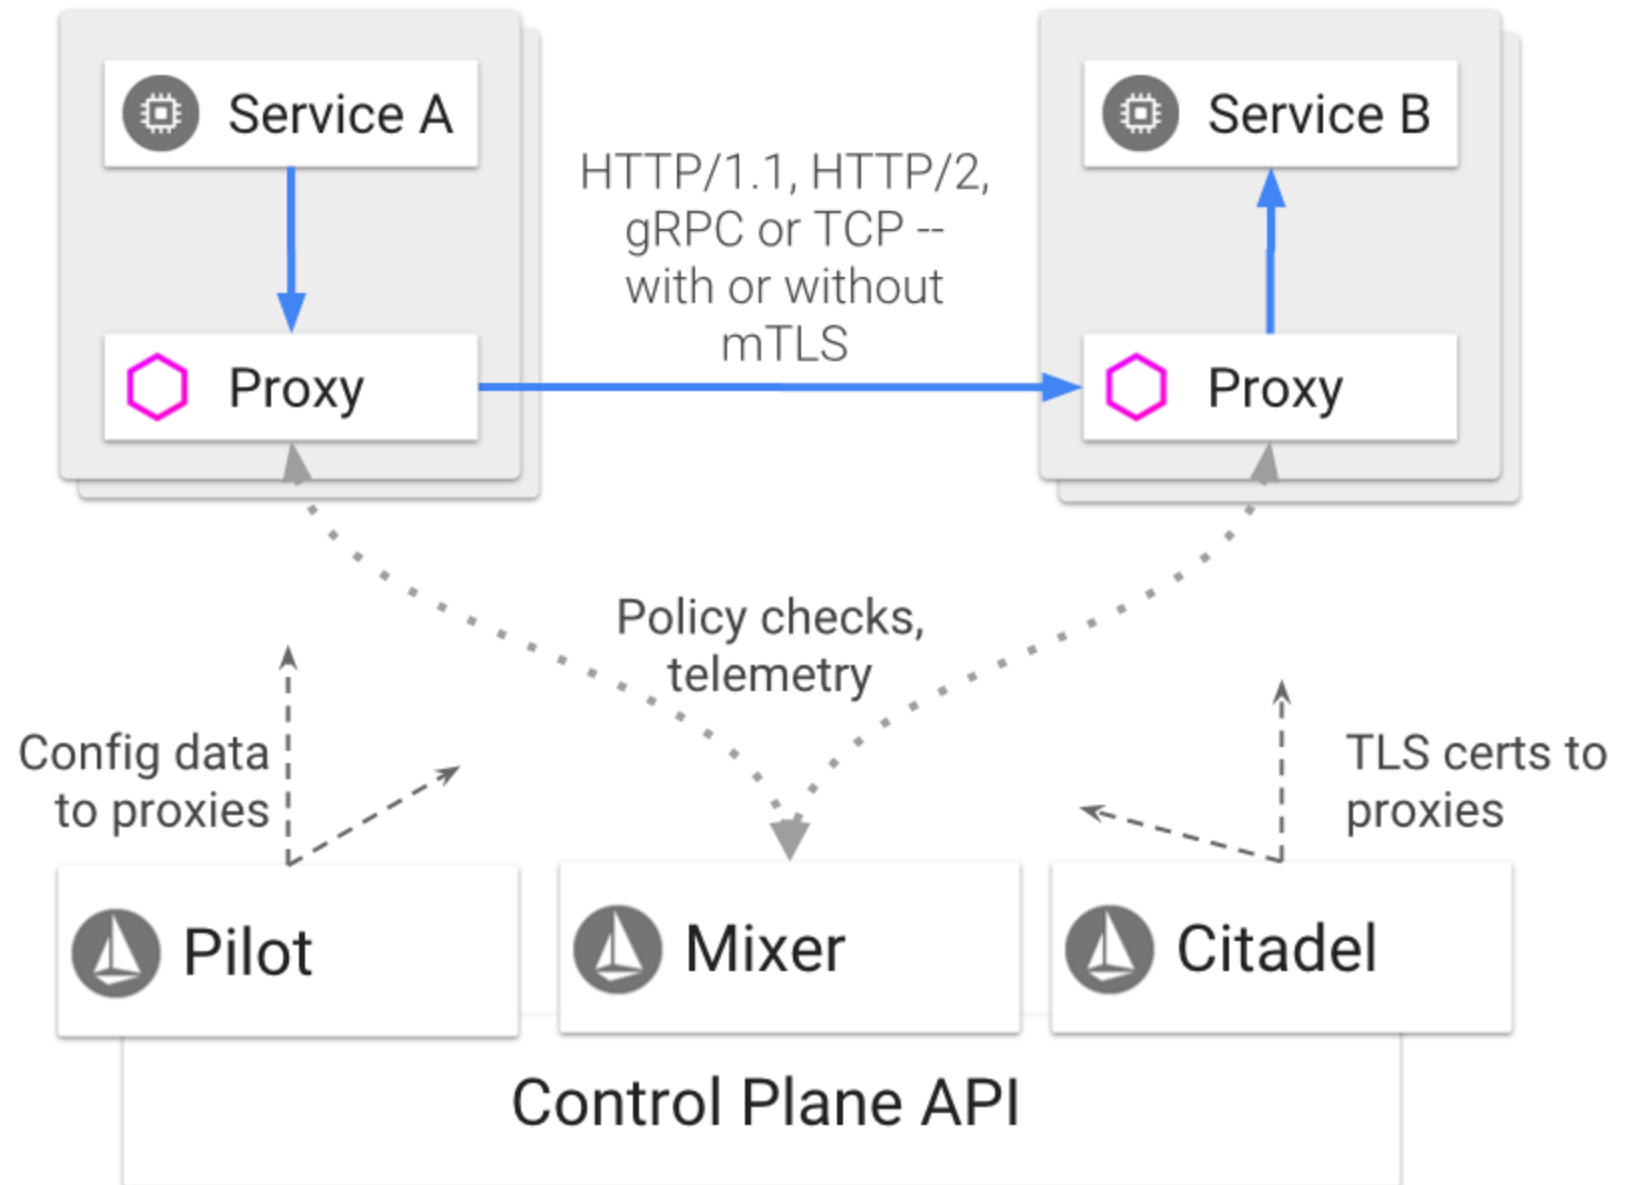 Service A
Service B
HTTP/1.1, HTTP/2,
gRPC or TCP --
with or without
mTLS
Proxy
Proxy
Policy checks,
telemetry
Config data
to proxies
TLS certs to
proxies
Pilot
Mixer
Citadel
Control Plane API